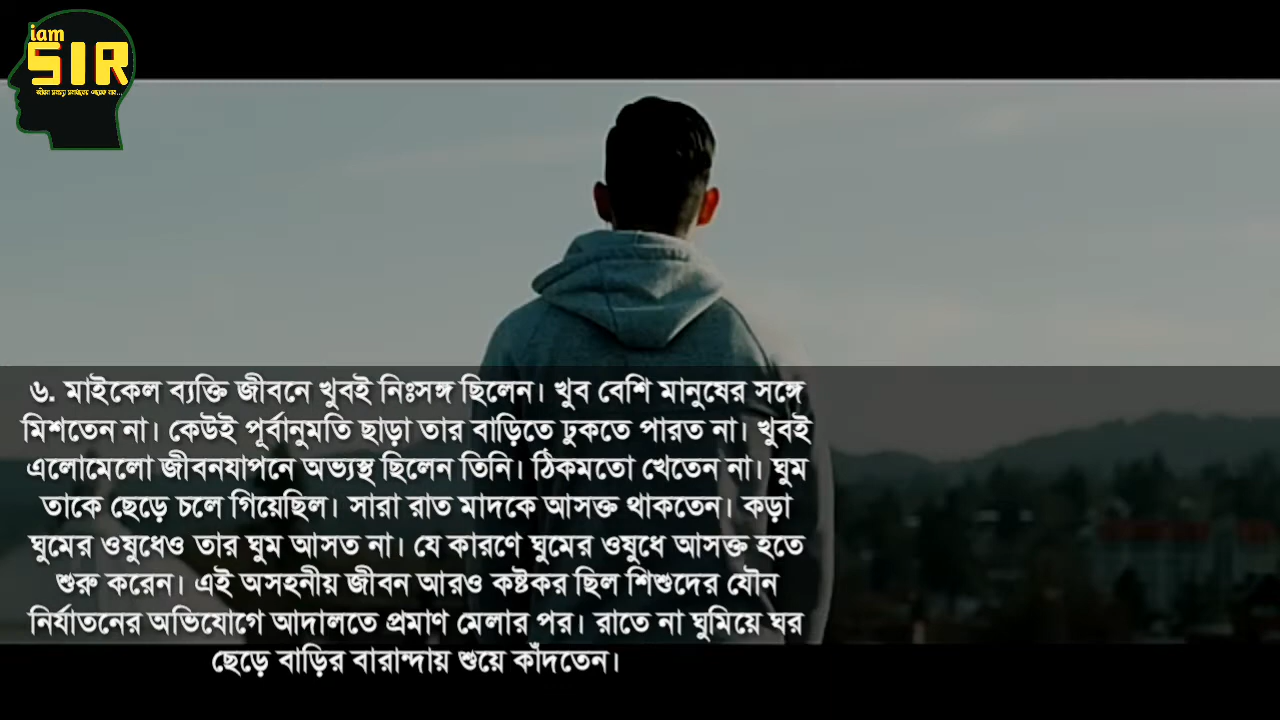 iam
SIR
৬. মাইকেল ব্যক্তি জীবনে খুবই নিঃসঙ্গ ছিলেন। খুব বেশি মানুষের সঙ্গে
মিশতেন না। কেউই পূর্বানুমতি ছাড়া তার বাড়িতে ঢুকতে পারত না। খুবই
এলোমেলো জীবনযাপনে অভ্যস্থ ছিলেন তিনি। ঠিকমতো খেতেন না। ঘুম
তাকে ছেড়ে চলে গিয়েছিল। সারা রাত মাদকে আসক্ত থাকতেন। কড়া
ঘুমের ওষুধেও তার ঘুম আসত না। যে কারণে ঘুমের ওষুধে আসক্ত হতে
শুরু করেন। এই অসহনীয় জীবন আরও কষ্টকর ছিল শিশুদের যৌন
নির্যাতনের অভিযোগে আদালতে প্রমাণ মেলার পর। রাতে না ঘুমিয়ে ঘর
ছেড়ে বাড়ির বারান্দায় শুয়ে কাঁদতেন।